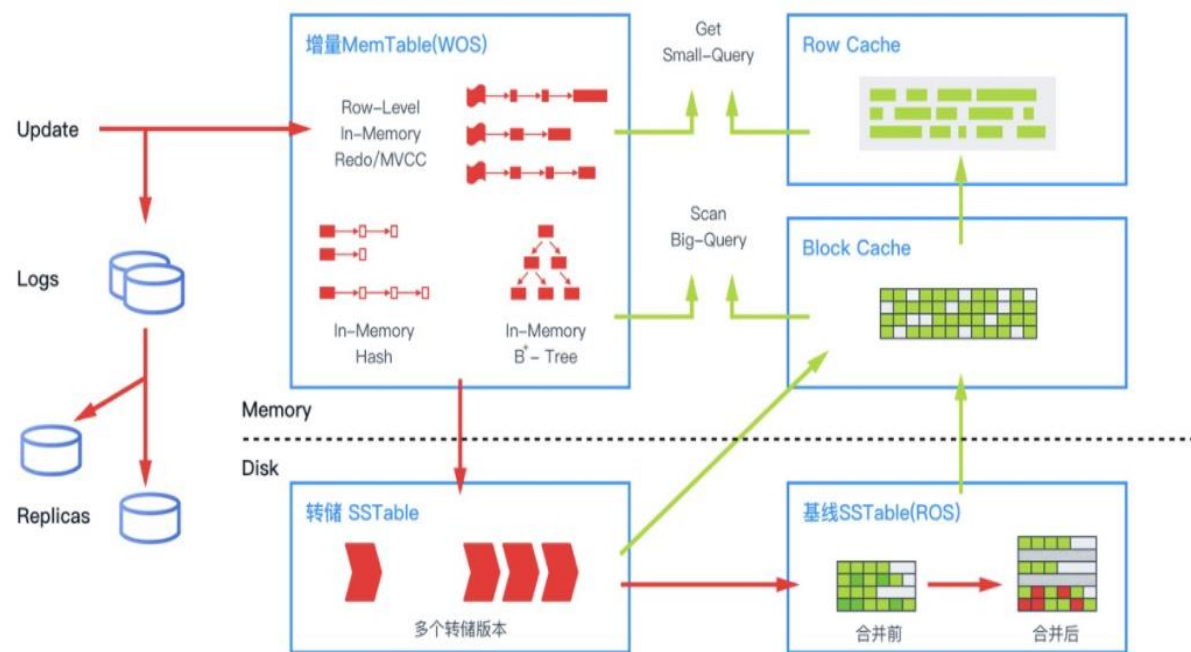 Update
Logs
Replicas
增量MemTable(WOS)
Row-Level
In-Memory
Redo/MVCC
In-Memory
Hash
In-Memory
B+- Tree
Get
Small-Query
Scan
Big-Query
Row Cache
Block Cache
Memory
Disk
转储 SSTable
多个转储版本
基线SSTable(ROS)
合并前
合并后